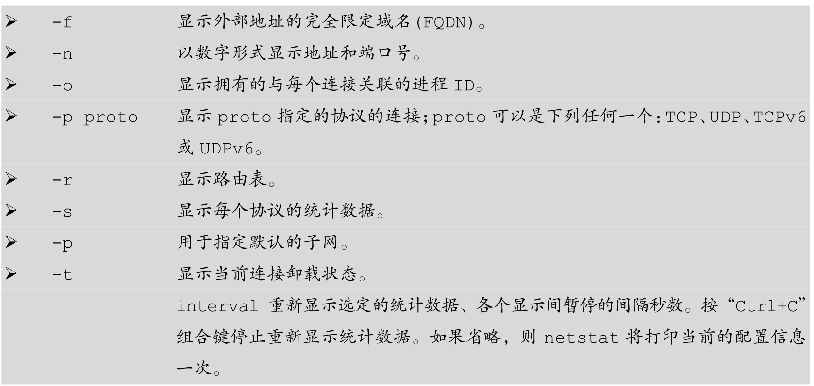 ➤ -f 显示外部地址的完全限定域名(FQDN)。
➤ -n 以数字形式显示地址和端口号。
➤ -o 显示拥有的与每个连接关联的进程 ID。
➤ -p proto 显示 proto 指定的协议的连接;proto 可以是下列任何一个:TCP、UDP、TCPv6
或 UDPv6。
➤ -r 显示路由表。
➤ -s 显示每个协议的统计数据。
➤ -p 用于指定默认的子网。
➤ -t 显示当前连接卸载状态。
interval 重新显示选定的统计数据、各个显示间暂停的间隔秒数。按“Ctrl+C”
组合键停止重新显示统计数据。如果省略，则 netstat 将打印当前的配置信息
一次。